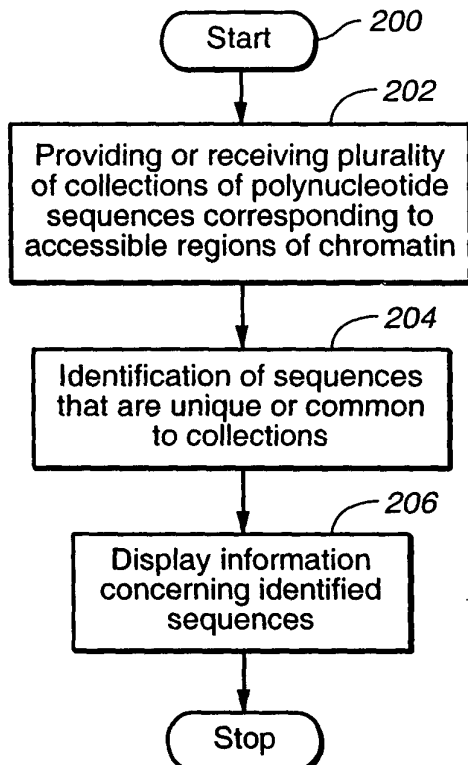 Start
200
202
Providing or receiving plurality
of collections of polynucleotide
sequences corresponding to
accessible regions of chromatin
204
Identification of sequences
that are unique or common
to collections
206
Display information
concerning identified
sequences
Stop